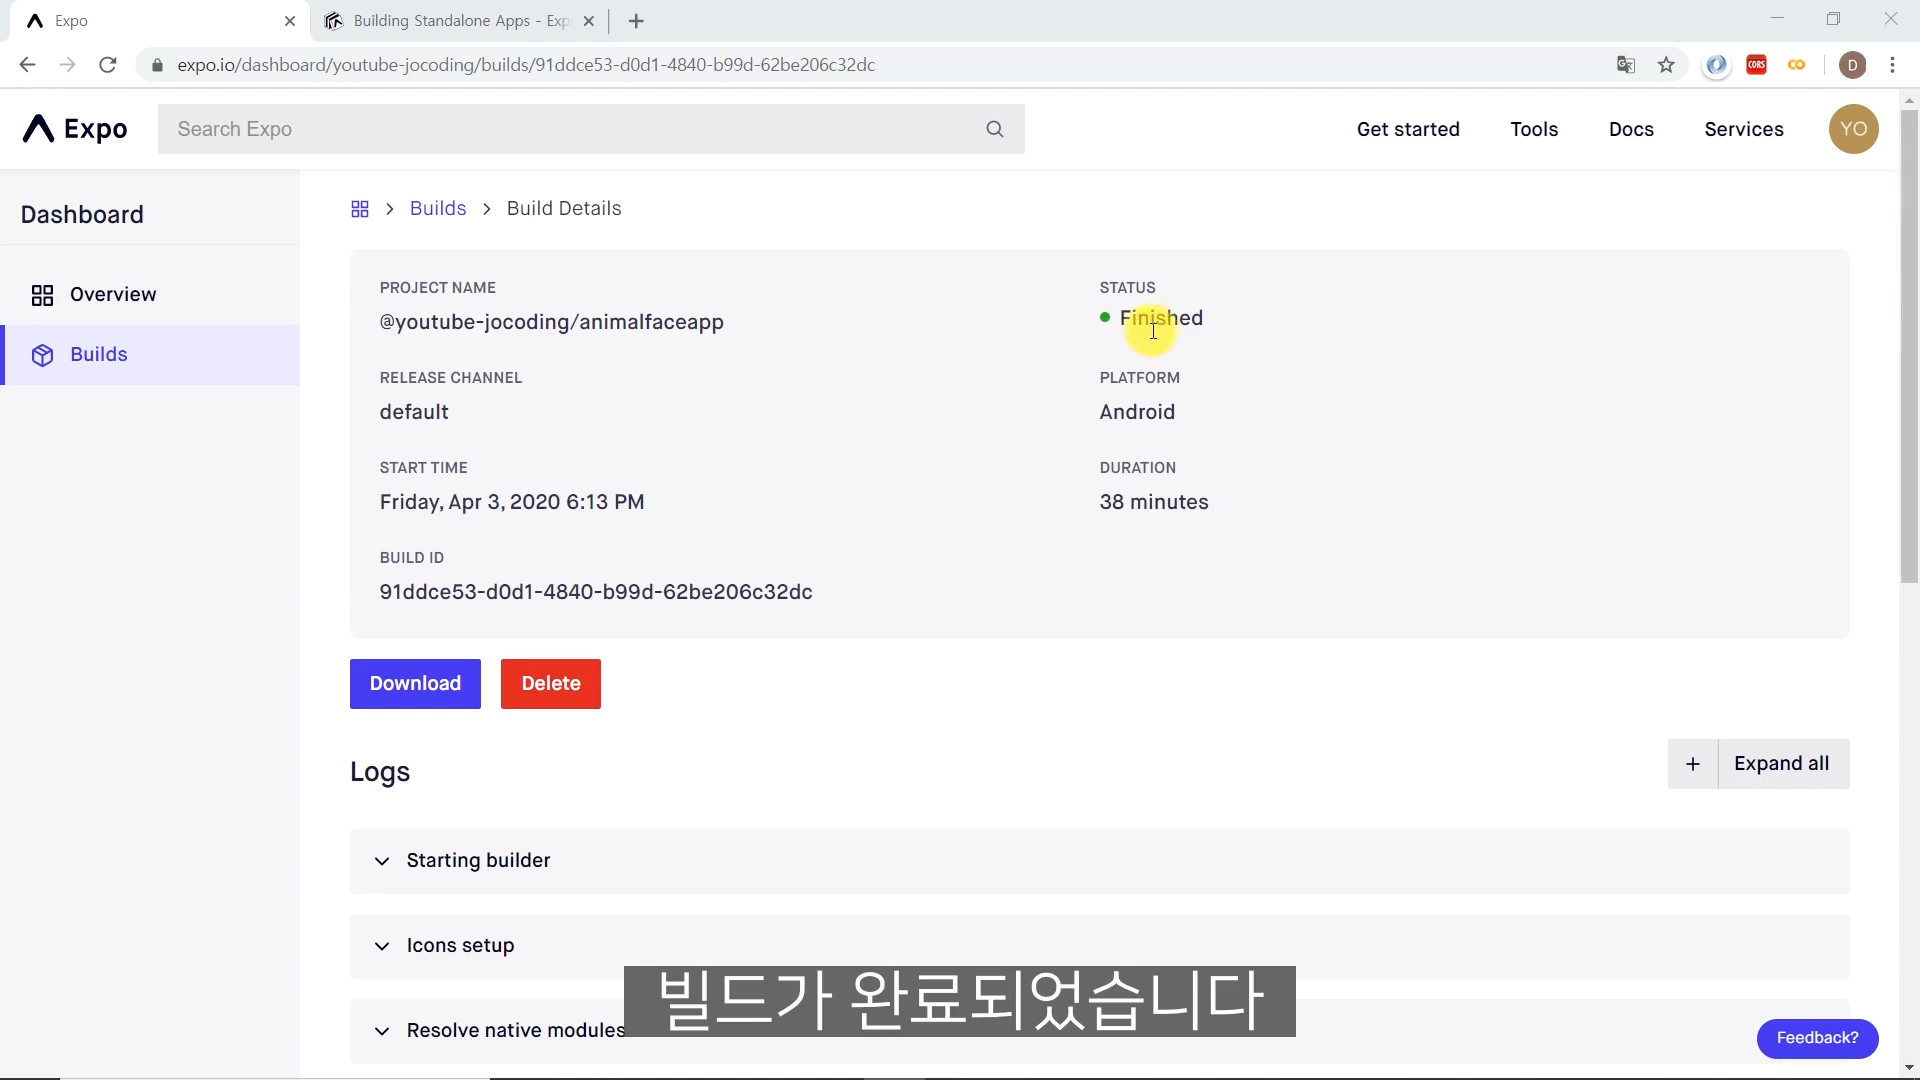 Expo
Building Standalone Apps - Exp
expo.io/dashboard/youtube-jocoding/builds/91ddce53-d0d1-4840-b99d-62be206c32dc
CORS
CO
D
Expo
Search Expo
Get started
Tools
Docs
Services
YO
Dashboard
Overview
Builds
Builds > Build Details
PROJECT NAME
@youtube-jocoding/animalfaceapp
STATUS
Finished
RELEASE CHANNEL
default
PLATFORM
Android
START TIME
Friday, Apr 3, 2020 6:13 PM
DURATION
38 minutes
BUILD ID
91ddce53-d0d1-4840-b99d-62be206c32dc
Download
Delete
Logs
+ Expand all
Starting builder
Icons setup
Resolve native modules
빌드가 완료되었습니다
Feedback?